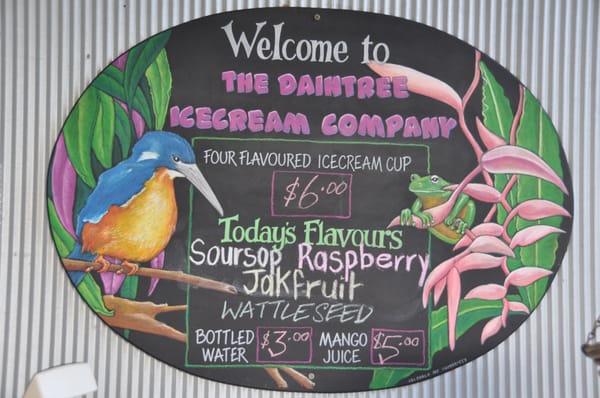 Welcome to
THE DAINTREE
ICECREAM COMPANY
FOUR FLAVOURED ICECREAM CUP
$6.00
Today's Flavours
Soursop Raspberry
Jakfruit
WATTLESEED
BOTTLED WATER $3.00
MANGO JUICE $5.00